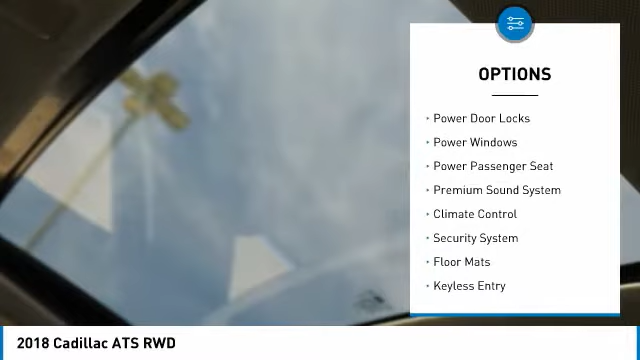 OPTIONS
Power Door Locks
Power Windows
Power Passenger Seat
Premium Sound System
Climate Control
Security System
Floor Mats
Keyless Entry
2018 Cadillac ATS RWD